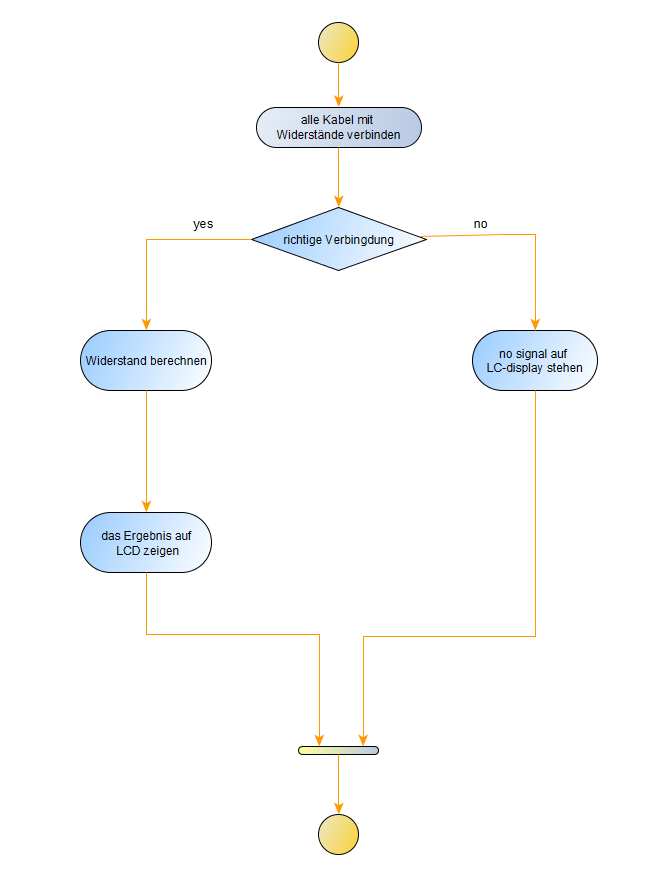 alle Kabel mit
Widerstände verbinden
richtige Verbingdung
yes
no
Widerstand berechnen
no signal auf
LC-display stehen
das Ergebnis auf
LCD zeigen